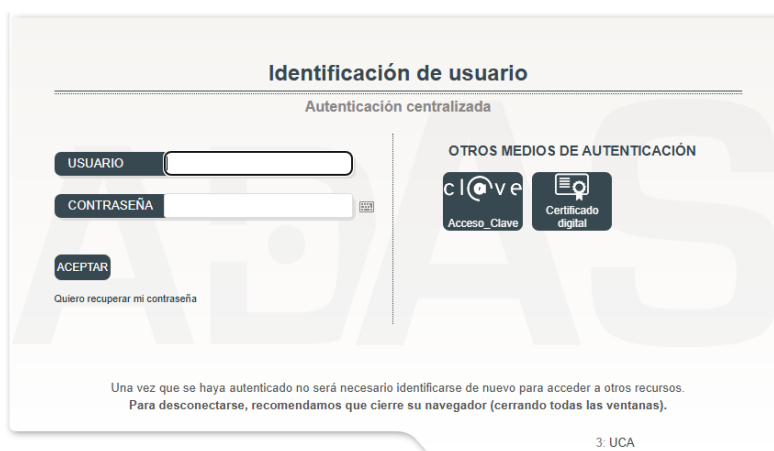 Identificación de usuario
Autenticación centralizada
USUARIO
CONTRASEÑA
ACEPTAR
Quiero recuperar mi contraseña
OTROS MEDIOS DE AUTENTICACIÓN
cl@ve
Acceso_Clave
Certificado
digital
ADAS
Una vez que se haya autenticado no será necesario identificarse de nuevo para acceder a otros recursos.
Para desconectarse, recomendamos que cierre su navegador (cerrando todas las ventanas).
3: UCA